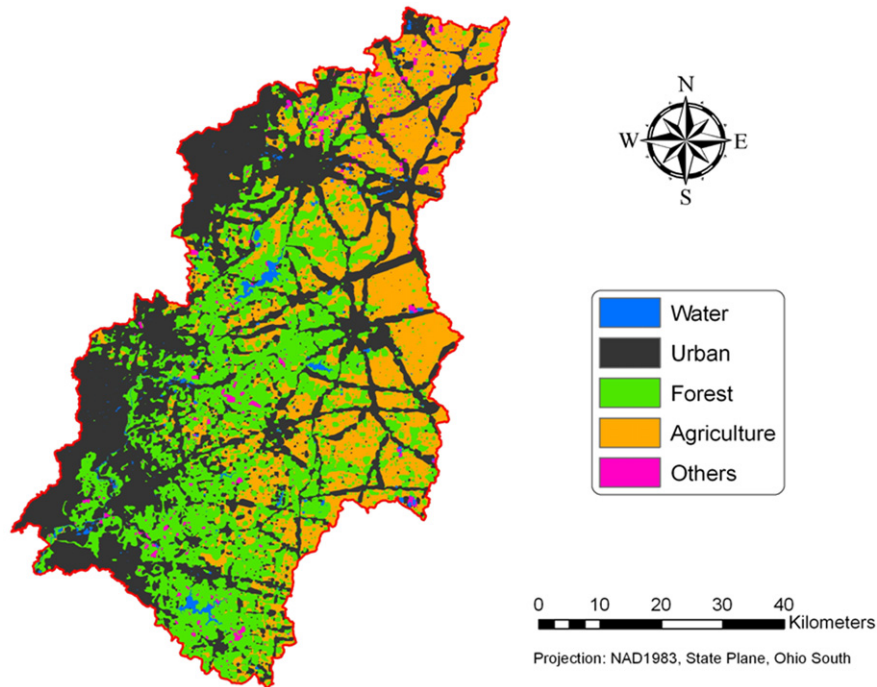 N
W E
S
Water
Urban
Forest
Agriculture
Others
0 10 20 30 40
Kilometers
Projection: NAD1983, State Plane, Ohio South